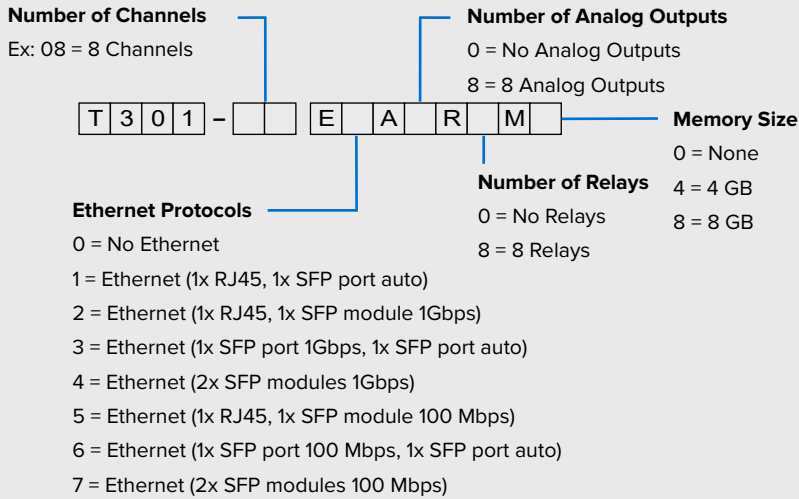 Number of Channels
Ex: 08 = 8 Channels
Number of Analog Outputs
0 = No Analog Outputs
8 = 8 Analog Outputs
T 3 0 1 – E A R M
Memory Size
0 = None
4 = 4 GB
8 = 8 GB
Number of Relays
0 = No Relays
8 = 8 Relays
Ethernet Protocols
0 = No Ethernet
1 = Ethernet (1x RJ45, 1x SFP port auto)
2 = Ethernet (1x RJ45, 1x SFP module 1Gbps)
3 = Ethernet (1x SFP port 1Gbps, 1x SFP port auto)
4 = Ethernet (2x SFP modules 1Gbps)
5 = Ethernet (1x RJ45, 1x SFP module 100 Mbps)
6 = Ethernet (1x SFP port 100 Mbps, 1x SFP port auto)
7 = Ethernet (2x SFP modules 100 Mbps)